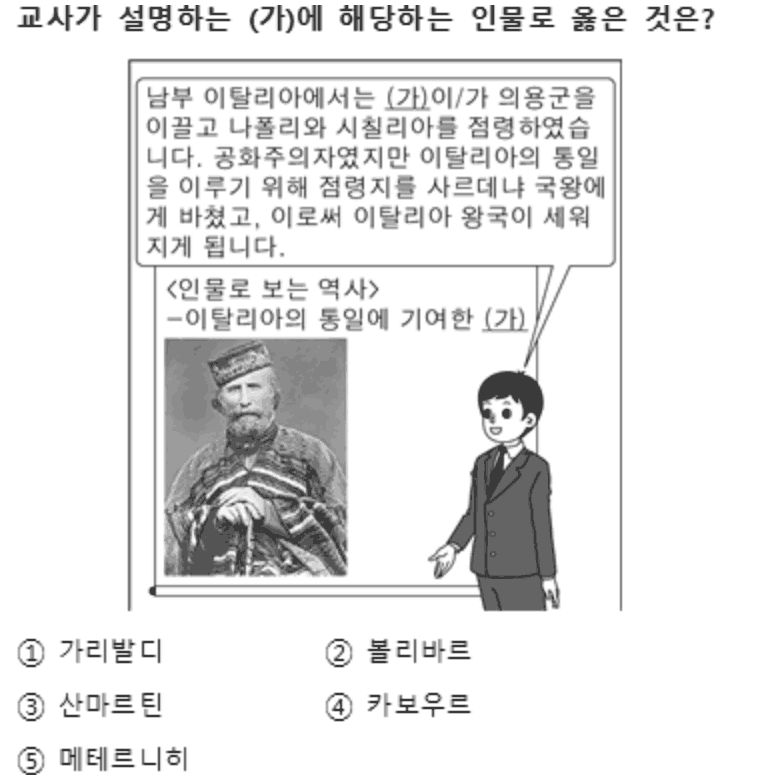 교사가 설명하는 (가)에 해당하는 인물로 옳은 것은?
남부 이탈리아에서는 (가)이/가 의용군을
이끌고 나폴리와 시칠리아를 점령하였습
니다. 공화주의자였지만 이탈리아의 통일
을 이루기 위해 점령지를 사르데냐 국왕에
게 바쳤고, 이로써 이탈리아 왕국이 세워
지게 됩니다.
<인물로 보는 역사>
-이탈리아의 통일에 기여한 (가)
① 가리발디 ② 볼리바르
③ 산마르틴 ④ 카보우르
⑤ 메테르니히